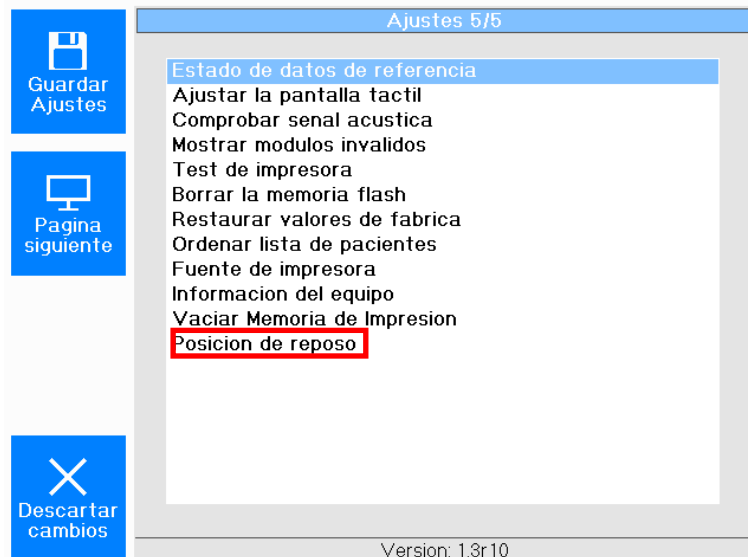 Ajustes 5/5
Guardar
Ajustes
Pagina
siguiente
Descartar
cambios
Estado de datos de referencia
Ajustar la pantalla tactil
Comprobar senal acustica
Mostrar modulos invalidos
Test de impresora
Borrar la memoria flash
Restaurar valores de fabrica
Ordenar lista de pacientes
Fuente de impresora
Informacion del equipo
Vaciar Memoria de Impresion
Posicion de reposo
Version: 1.3r10